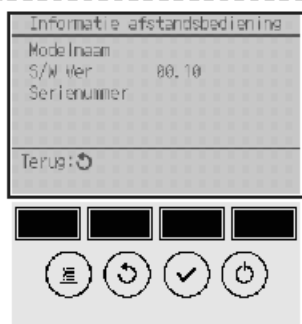 Informatie afstandsbediening
Modelnaam
S/W Ver 00.10
Serienummer
Terug: